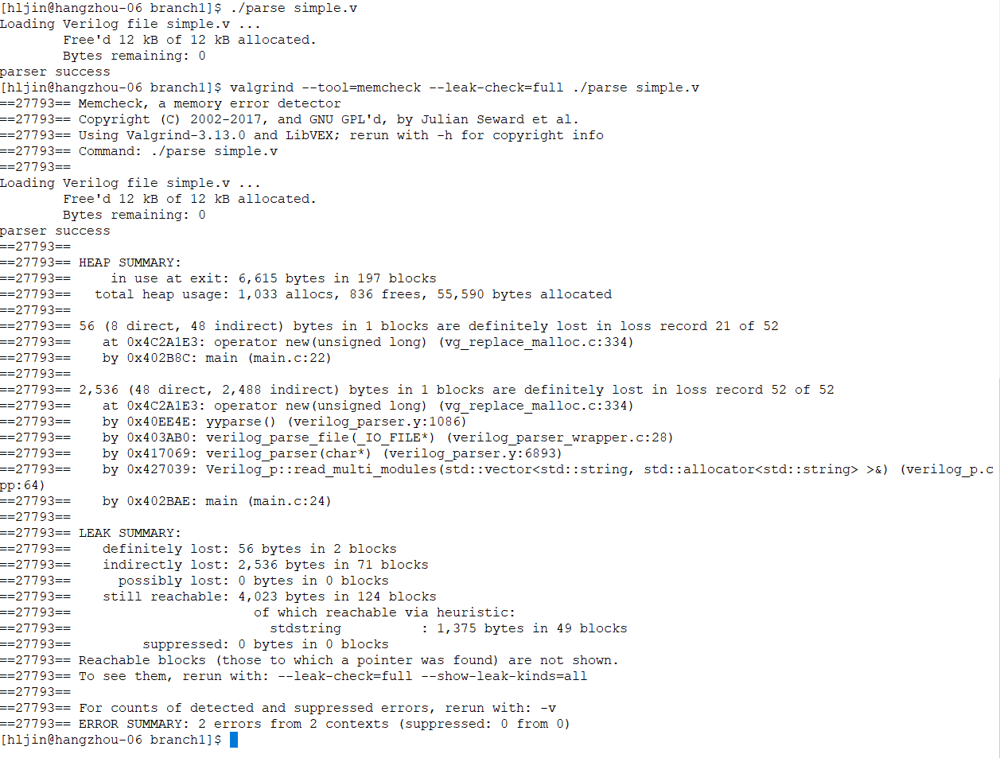 [hljin@hangzhou-06 branch1]$ ./parse simple.v
Loading Verilog file simple.v ...
        Free'd 12 kB of 12 kB allocated.
        Bytes remaining: 0
parser success
[hljin@hangzhou-06 branch1]$ valgrind --tool=memcheck --leak-check=full ./parse simple.v
==27793== Memcheck, a memory error detector
==27793== Copyright (C) 2002-2017, and GNU GPL'd, by Julian Seward et al.
==27793== Using Valgrind-3.13.0 and LibVEX; rerun with -h for copyright info
==27793== Command: ./parse simple.v
==27793==
Loading Verilog file simple.v ...
        Free'd 12 kB of 12 kB allocated.
        Bytes remaining: 0
parser success
==27793==
==27793== HEAP SUMMARY:
==27793==     in use at exit: 6,615 bytes in 197 blocks
==27793==   total heap usage: 1,033 allocs, 836 frees, 55,590 bytes allocated
==27793==
==27793== 56 (8 direct, 48 indirect) bytes in 1 blocks are definitely lost in loss record 21 of 52
==27793==    at 0x4C2A1E3: operator new(unsigned long) (vg_replace_malloc.c:334)
==27793==    by 0x402B8C: main (main.c:22)
==27793==
==27793== 2,536 (48 direct, 2,488 indirect) bytes in 1 blocks are definitely lost in loss record 52 of 52
==27793==    at 0x4C2A1E3: operator new(unsigned long) (vg_replace_malloc.c:334)
==27793==    by 0x40EE4E: yyparse() (verilog_parser.y:1086)
==27793==    by 0x403AB0: verilog_parse_file(_IO_FILE*) (verilog_parser_wrapper.c:28)
==27793==    by 0x417069: verilog_parser(char*) (verilog_parser.y:6893)
==27793==    by 0x427039: Verilog_p::read_multi_modules(std::vector<std::string, std::allocator<std::string> >&) (verilog_p.c
pp:64)
==27793==    by 0x402BAE: main (main.c:24)
==27793==
==27793== LEAK SUMMARY:
==27793==    definitely lost: 56 bytes in 2 blocks
==27793==    indirectly lost: 2,536 bytes in 71 blocks
==27793==      possibly lost: 0 bytes in 0 blocks
==27793==    still reachable: 4,023 bytes in 124 blocks
==27793==                       of which reachable via heuristic:
==27793==                         stdstring          : 1,375 bytes in 49 blocks
==27793==         suppressed: 0 bytes in 0 blocks
==27793== Reachable blocks (those to which a pointer was found) are not shown.
==27793== To see them, rerun with: --leak-check=full --show-leak-kinds=all
==27793==
==27793== For counts of detected and suppressed errors, rerun with: -v
==27793== ERROR SUMMARY: 2 errors from 2 contexts (suppressed: 0 from 0)
[hljin@hangzhou-06 branch1]$